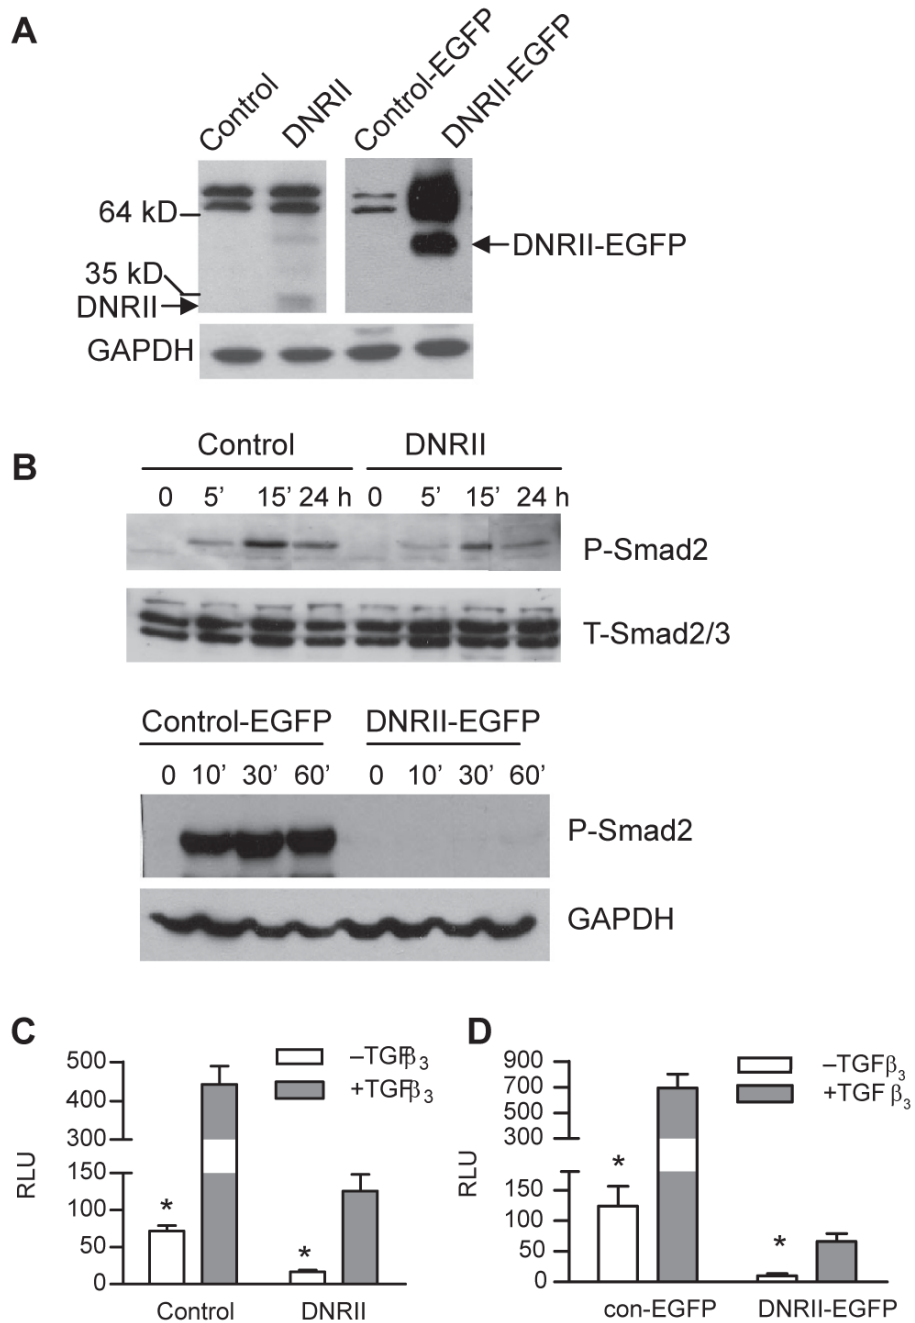 A
Control DNRII Control-EGFP DNRII-EGFP
64 kD
DNRII-EGFP
35 kD
DNRII
GAPDH
B
Control DNRII
0 5' 15' 24 h 0 5' 15' 24 h
P-Smad2
T-Smad2/3
Control-EGFP DNRII-EGFP
0 10' 30' 60' 0 10' 30' 60'
P-Smad2
GAPDH
C
500
400
300
150
100
50
0
RLU
–TGFβ3
+TGFβ3
*
*
Control DNRII
D
900
700
500
300
150
100
50
0
RLU
–TGFβ3
+TGF β3
*
*
con-EGFP DNRII-EGFP